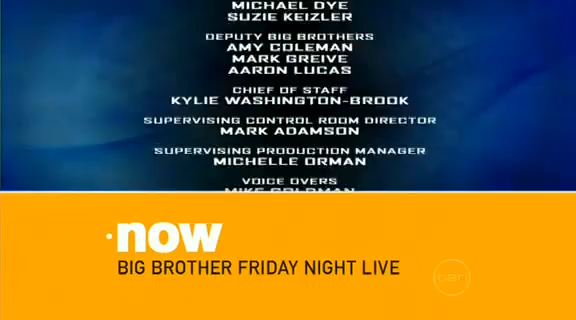 MICHAEL DYE
SUZIE KEIZLER
DEPUTY BIG BROTHERS
AMY COLEMAN
MARK GREIVE
AARON LUCAS
CHIEF OF STAFF
KYLIE WASHINGTON-BROOK
SUPERVISING CONTROL ROOM DIRECTOR
MARK ADAMSON
SUPERVISING PRODUCTION MANAGER
MICHELLE ORMAN
VOICE OVERS
MIKE GOLDMAN
·now
BIG BROTHER FRIDAY NIGHT LIVE